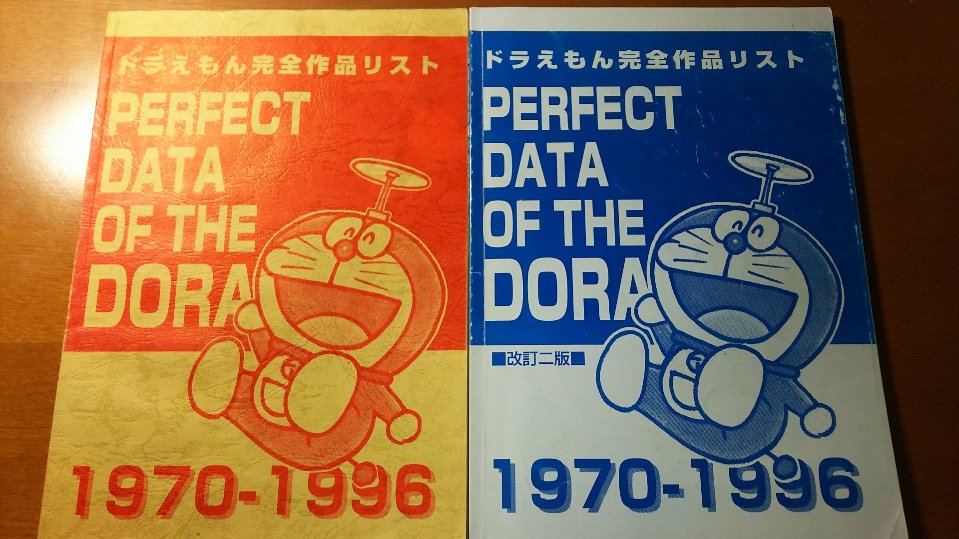 ドラえもん完全作品リスト
PERFECT
DATA
OF THE
DORA
1970-1996
ドラえもん完全作品リスト
PERFECT
DATA
OF THE
DORA
■改訂二版■
1970-1996